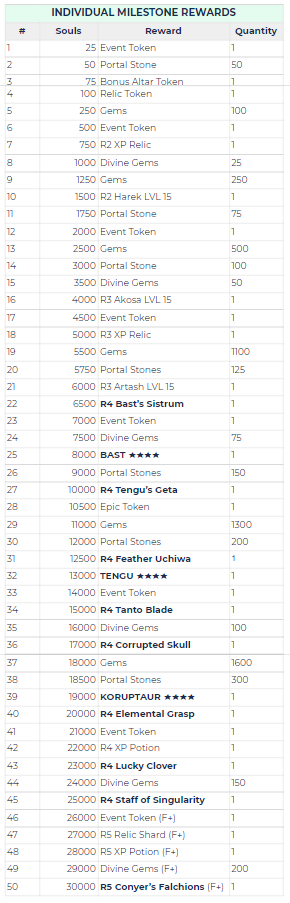 INDIVIDUAL MILESTONE REWARDS
# Souls Reward Quantity
1 25 Event Token 1
2 50 Portal Stone 50
3 75 Bonus Altar Token 1
4 100 Relic Token 1
5 250 Gems 100
6 500 Event Token 1
7 750 R2 XP Relic 1
8 1000 Divine Gems 25
9 1250 Gems 250
10 1500 R2 Harek LVL 15 1
11 1750 Portal Stone 75
12 2000 Event Token 1
13 2500 Gems 500
14 3000 Portal Stone 100
15 3500 Divine Gems 50
16 4000 R3 Akosa LVL 15 1
17 4500 Event Token 1
18 5000 R3 XP Relic 1
19 5500 Gems 1100
20 5750 Portal Stones 125
21 6000 R3 Artash LVL 15 1
22 6500 R4 Bast's Sistrum 1
23 7000 Event Token 1
24 7500 Divine Gems 75
25 8000 BAST ★★★★ 1
26 9000 Portal Stones 150
27 10000 R4 Tengu's Geta 1
28 10500 Epic Token 1
29 11000 Gems 1300
30 12000 Portal Stones 200
31 12500 R4 Feather Uchiwa 1
32 13000 TENGU ★★★★ 1
33 14000 Event Token 1
34 15000 R4 Tanto Blade 1
35 16000 Divine Gems 100
36 17000 R4 Corrupted Skull 1
37 18000 Gems 1600
38 18500 Portal Stones 300
39 19000 KORUPTAUR ★★★★ 1
40 20000 R4 Elemental Grasp 1
41 21000 Event Token 1
42 22000 R4 XP Potion 1
43 23000 R4 Lucky Clover 1
44 24000 Divine Gems 150
45 25000 R4 Staff of Singularity 1
46 26000 Event Token (F+) 1
47 27000 R5 Relic Shard (F+) 1
48 28000 R5 XP Potion (F+) 1
49 29000 Divine Gems (F+) 200
50 30000 R5 Conyer's Falchions (F+) 1